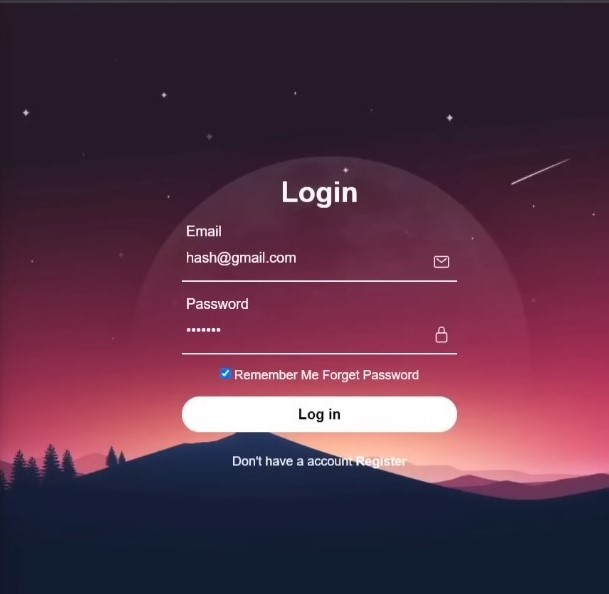 Login
Email
hash@gmail.com
Password
•••••••
Remember Me Forget Password
Log in
Don't have a account Register